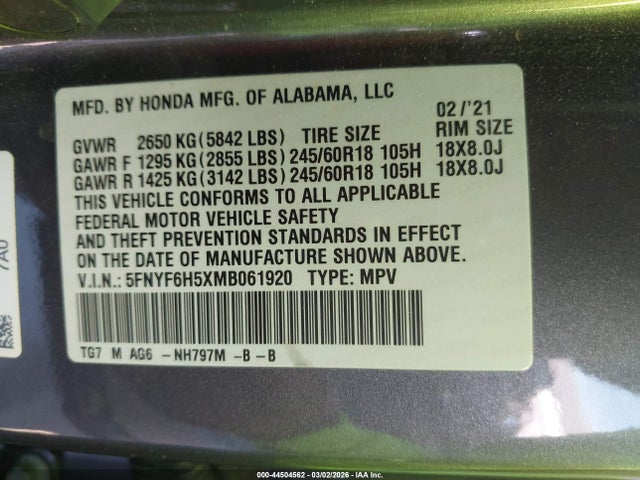 MFD. BY HONDA MFG. OF ALABAMA, LLC 02/'21
GVWR 2650 KG (5842 LBS) TIRE SIZE RIM SIZE
GAWR F 1295 KG (2855 LBS) 245/60R18 105H 18X8.0J
GAWR R 1425 KG (3142 LBS) 245/60R18 105H 18X8.0J
THIS VEHICLE CONFORMS TO ALL APPLICABLE
FEDERAL MOTOR VEHICLE SAFETY
AND THEFT PREVENTION STANDARDS IN EFFECT
ON THE DATE OF MANUFACTURE SHOWN ABOVE.
V.I.N.: 5FNYF6H5XMB061920 TYPE: MPV
TG7 M AG6 -NH797M -B -B
7A0
000-44504562 - 03/02/2026 - IAA Inc.